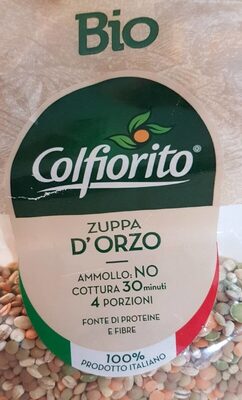 Bio
Colfiorito®
ZUPPA
D'ORZO
AMMOLLO: NO
COTTURA 30 minuti
4 PORZIONI
FONTE DI PROTEINE
E FIBRE
100%
PRODOTTO ITALIANO